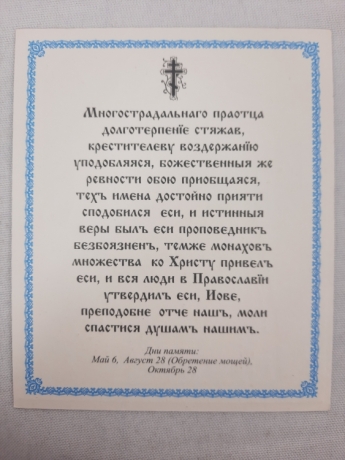 Многострадальнаго праотца
долготерпенїе стяжав,
крестителеву воздержанїю
уподобляяся, божественныя же
ревности обою приобщаяся,
техъ имена достойно прияти
сподобился еси, и истинныя
веры былъ еси проповедникъ
безбоязненъ, темже монаховъ
множества ко Христу привелъ
еси, и вся люди в Православїи
утвердилъ еси, Иове,
преподобне отче нашъ, моли
спастися душамъ нашимъ.
Дни памяти:
Май 6, Август 28 (Обретение мощей),
Октябрь 28